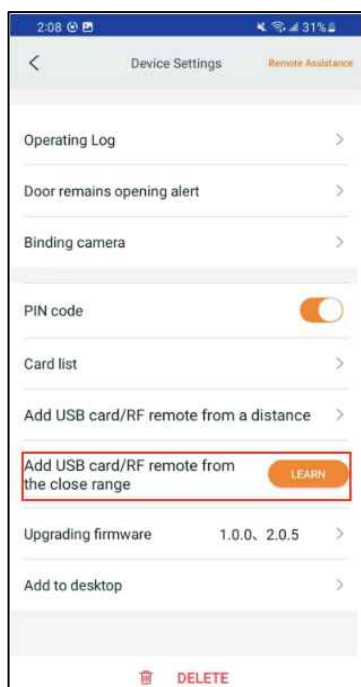 2:08 31%
Device Settings Remote Assistance
Operating Log
Door remains opening alert
Binding camera
PIN code
Card list
Add USB card/RF remote from a distance
Add USB card/RF remote from
the close range
LEARN
Upgrading firmware 1.0.0、2.0.5
Add to desktop
DELETE